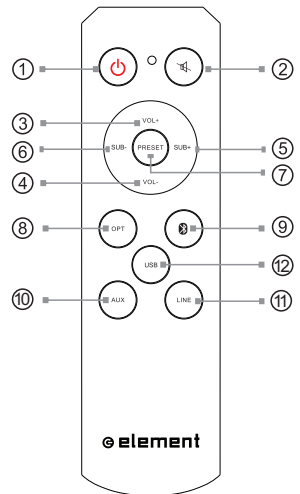 ① ②
③ VOL+
⑥ SUB- PRESET SUB+ ⑤
⑦
④ VOL-
⑧ OPT ⑨
USB ⑫
⑩ AUX LINE ⑪
element